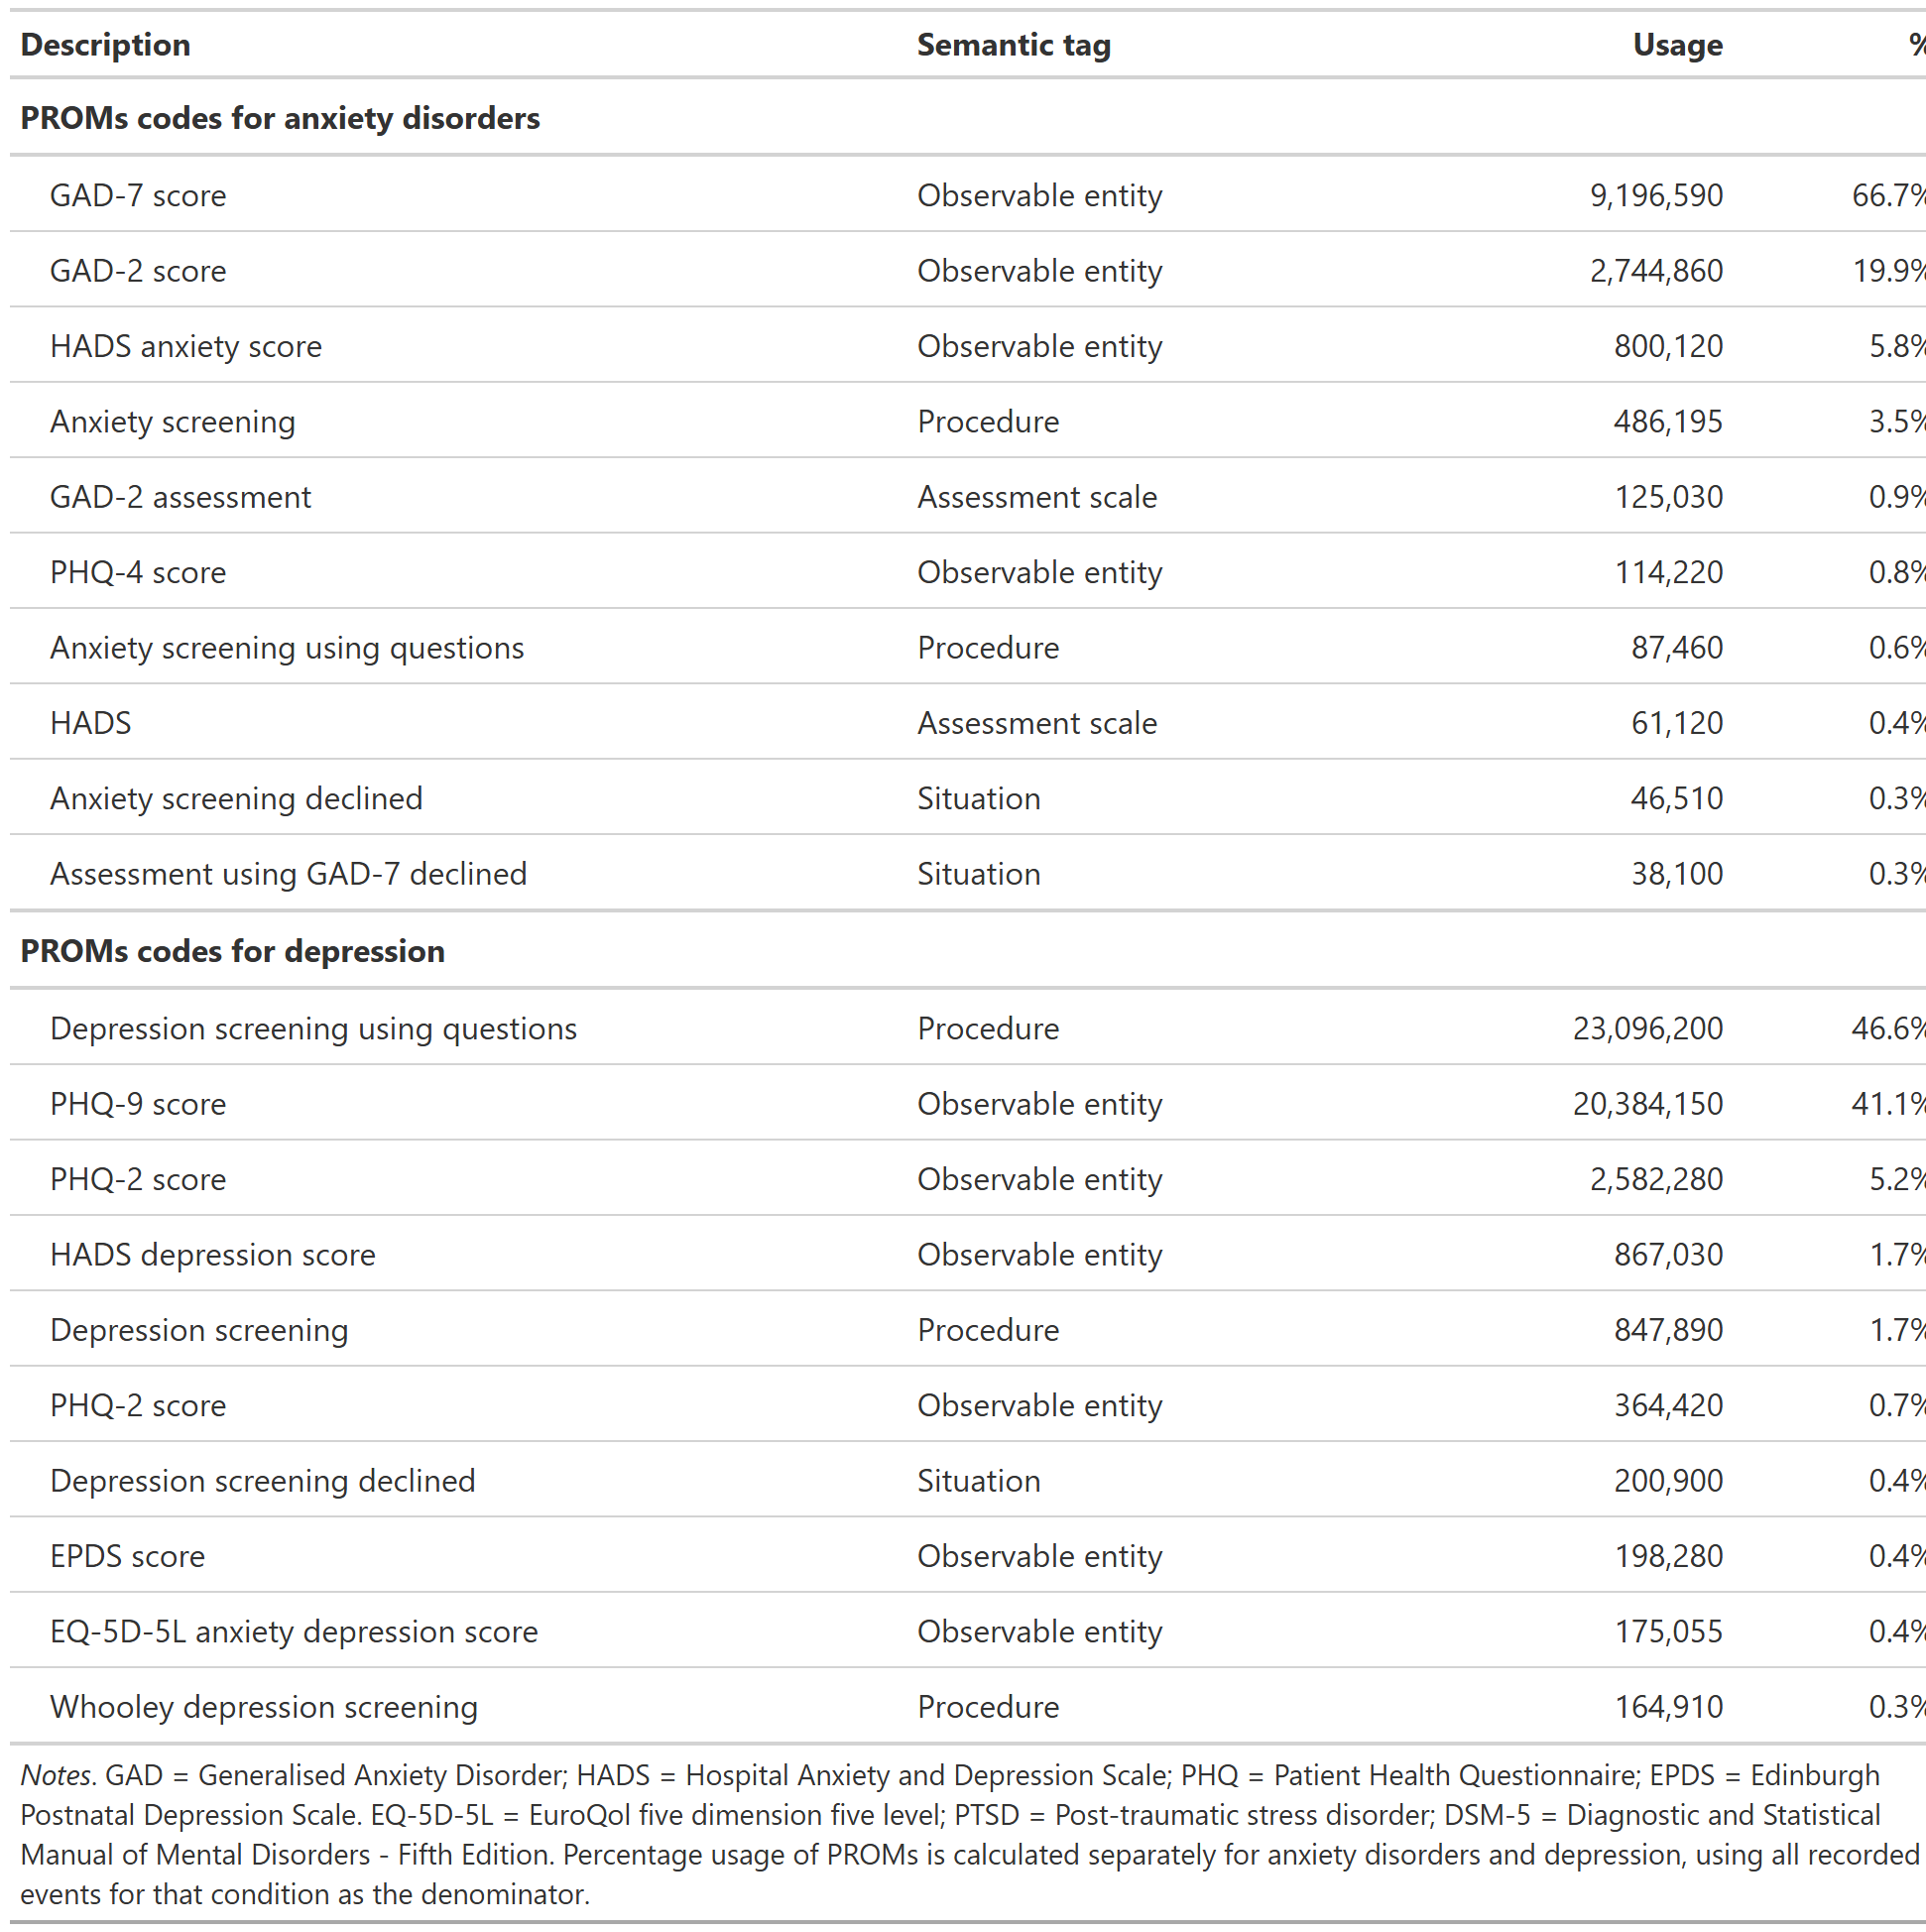 Description Semantic tag Usage %
PROMs codes for anxiety disorders
GAD-7 score Observable entity 9,196,590 66.7%
GAD-2 score Observable entity 2,744,860 19.9%
HADS anxiety score Observable entity 800,120 5.8%
Anxiety screening Procedure 486,195 3.5%
GAD-2 assessment Assessment scale 125,030 0.9%
PHQ-4 score Observable entity 114,220 0.8%
Anxiety screening using questions Procedure 87,460 0.6%
HADS Assessment scale 61,120 0.4%
Anxiety screening declined Situation 46,510 0.3%
Assessment using GAD-7 declined Situation 38,100 0.3%
PROMs codes for depression
Depression screening using questions Procedure 23,096,200 46.6%
PHQ-9 score Observable entity 20,384,150 41.1%
PHQ-2 score Observable entity 2,582,280 5.2%
HADS depression score Observable entity 867,030 1.7%
Depression screening Procedure 847,890 1.7%
PHQ-2 score Observable entity 364,420 0.7%
Depression screening declined Situation 200,900 0.4%
EPDS score Observable entity 198,280 0.4%
EQ-5D-5L anxiety depression score Observable entity 175,055 0.4%
Whooley depression screening Procedure 164,910 0.3%
Notes. GAD = Generalised Anxiety Disorder; HADS = Hospital Anxiety and Depression Scale; PHQ = Patient Health Questionnaire; EPDS = Edinburgh
Postnatal Depression Scale. EQ-5D-5L = EuroQol five dimension five level; PTSD = Post-traumatic stress disorder; DSM-5 = Diagnostic and Statistical
Manual of Mental Disorders - Fifth Edition. Percentage usage of PROMs is calculated separately for anxiety disorders and depression, using all recorded
events for that condition as the denominator.